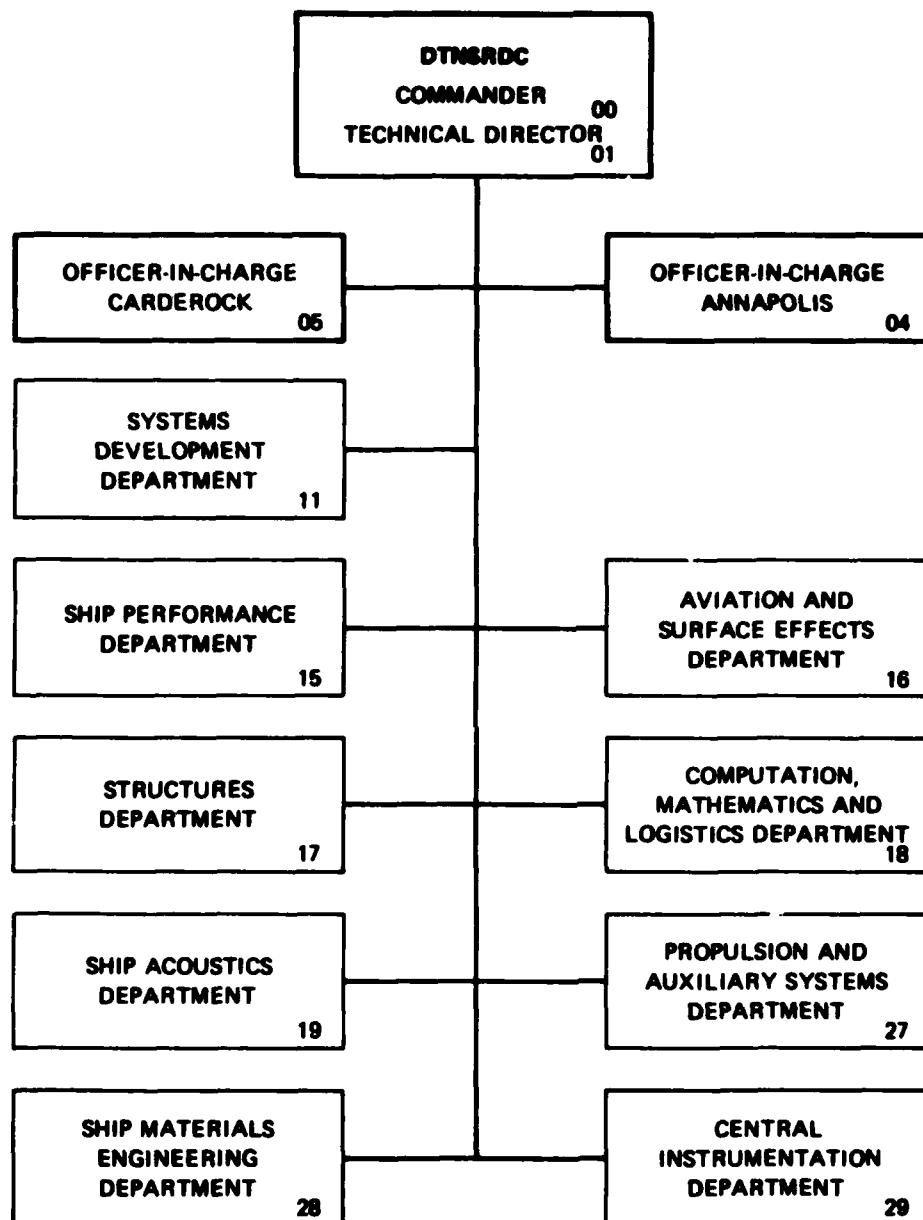 DTNSRDC
COMMANDER
00
TECHNICAL DIRECTOR
01
OFFICER-IN-CHARGE
CARDEROCK
05
OFFICER-IN-CHARGE
ANNAPOLIS
04
SYSTEMS
DEVELOPMENT
DEPARTMENT
11
SHIP PERFORMANCE
DEPARTMENT
15
AVIATION AND
SURFACE EFFECTS
DEPARTMENT
16
STRUCTURES
DEPARTMENT
17
COMPUTATION,
MATHEMATICS AND
LOGISTICS DEPARTMENT
18
SHIP ACOUSTICS
DEPARTMENT
19
PROPULSION AND
AUXILIARY SYSTEMS
DEPARTMENT
27
SHIP MATERIALS
ENGINEERING
DEPARTMENT
28
CENTRAL
INSTRUMENTATION
DEPARTMENT
29